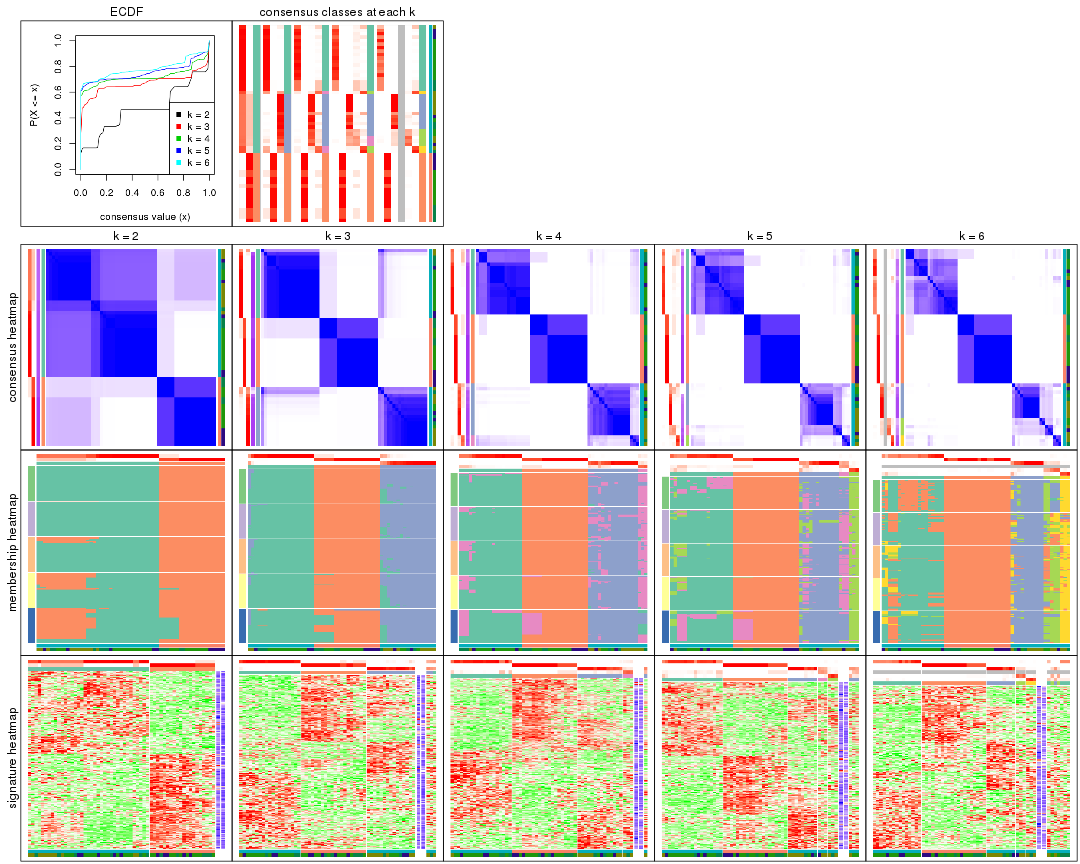 ECDF
consensus classes at each k
P(X <= x)
0.0
0.2
0.4
0.6
0.8
1.0
k = 2
k = 3
k = 4
k = 5
k = 6
0.0 0.2 0.4 0.6 0.8 1.0
consensus value (x)
k = 2
k = 3
k = 4
k = 5
k = 6
consensus heatmap
membership heatmap
signature heatmap